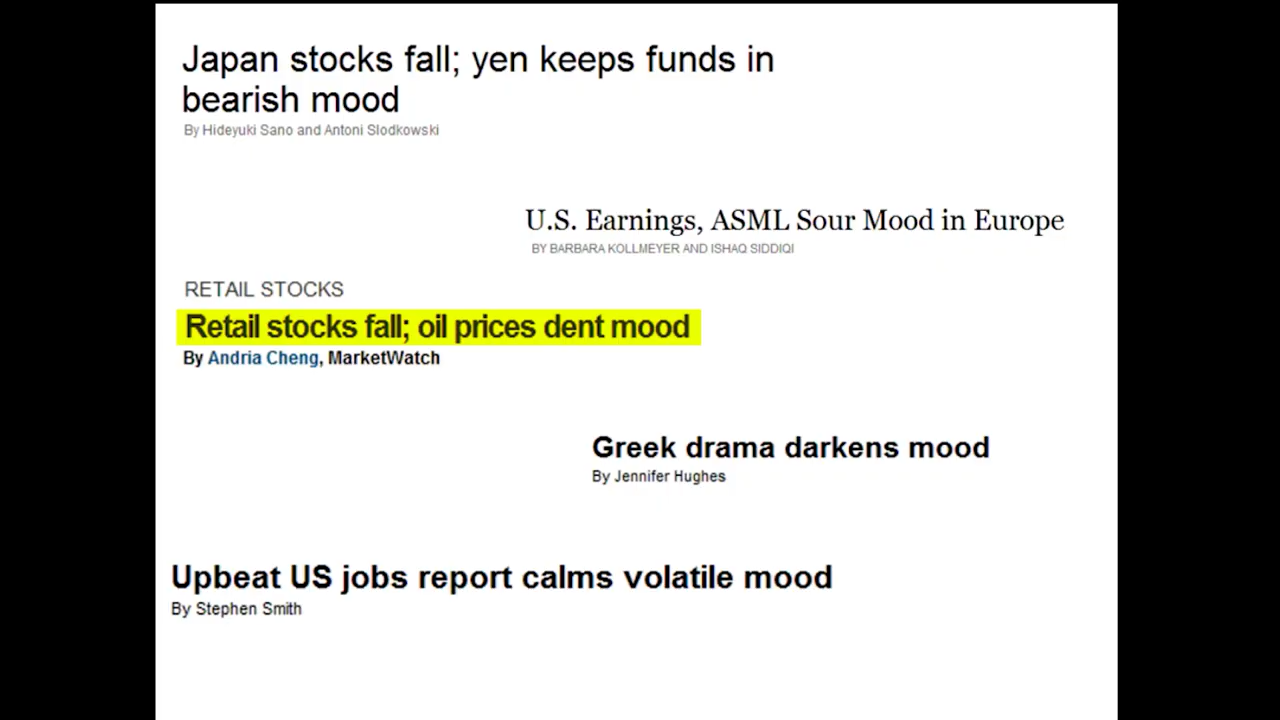 Japan stocks fall; yen keeps funds in
bearish mood
By Hideyuki Sano and Antoni Slodkowski
U.S. Earnings, ASML Sour Mood in Europe
BY BARBARA KOLLMEYER AND ISHAQ SIDDIQI
RETAIL STOCKS
Retail stocks fall; oil prices dent mood
By Andria Cheng, MarketWatch
Greek drama darkens mood
By Jennifer Hughes
Upbeat US jobs report calms volatile mood
By Stephen Smith